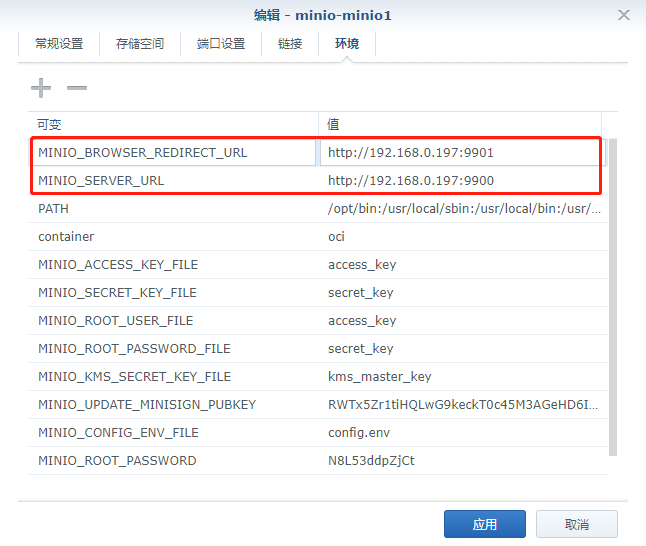 编辑 - minio-minio1
常规设置 存储空间 端口设置 链接 环境
可变 值
MINIO_BROWSER_REDIRECT_URL http://192.168.0.197:9901
MINIO_SERVER_URL http://192.168.0.197:9900
PATH /opt/bin:/usr/local/sbin:/usr/local/bin:/usr/...
container oci
MINIO_ACCESS_KEY_FILE access_key
MINIO_SECRET_KEY_FILE secret_key
MINIO_ROOT_USER_FILE access_key
MINIO_ROOT_PASSWORD_FILE secret_key
MINIO_KMS_SECRET_KEY_FILE kms_master_key
MINIO_UPDATE_MINISIGN_PUBKEY RWTx5Zr1tiHQLwG9keckT0c45M3AGeHD6I...
MINIO_CONFIG_ENV_FILE config.env
MINIO_ROOT_PASSWORD N8L53ddpZjCt
应用 取消